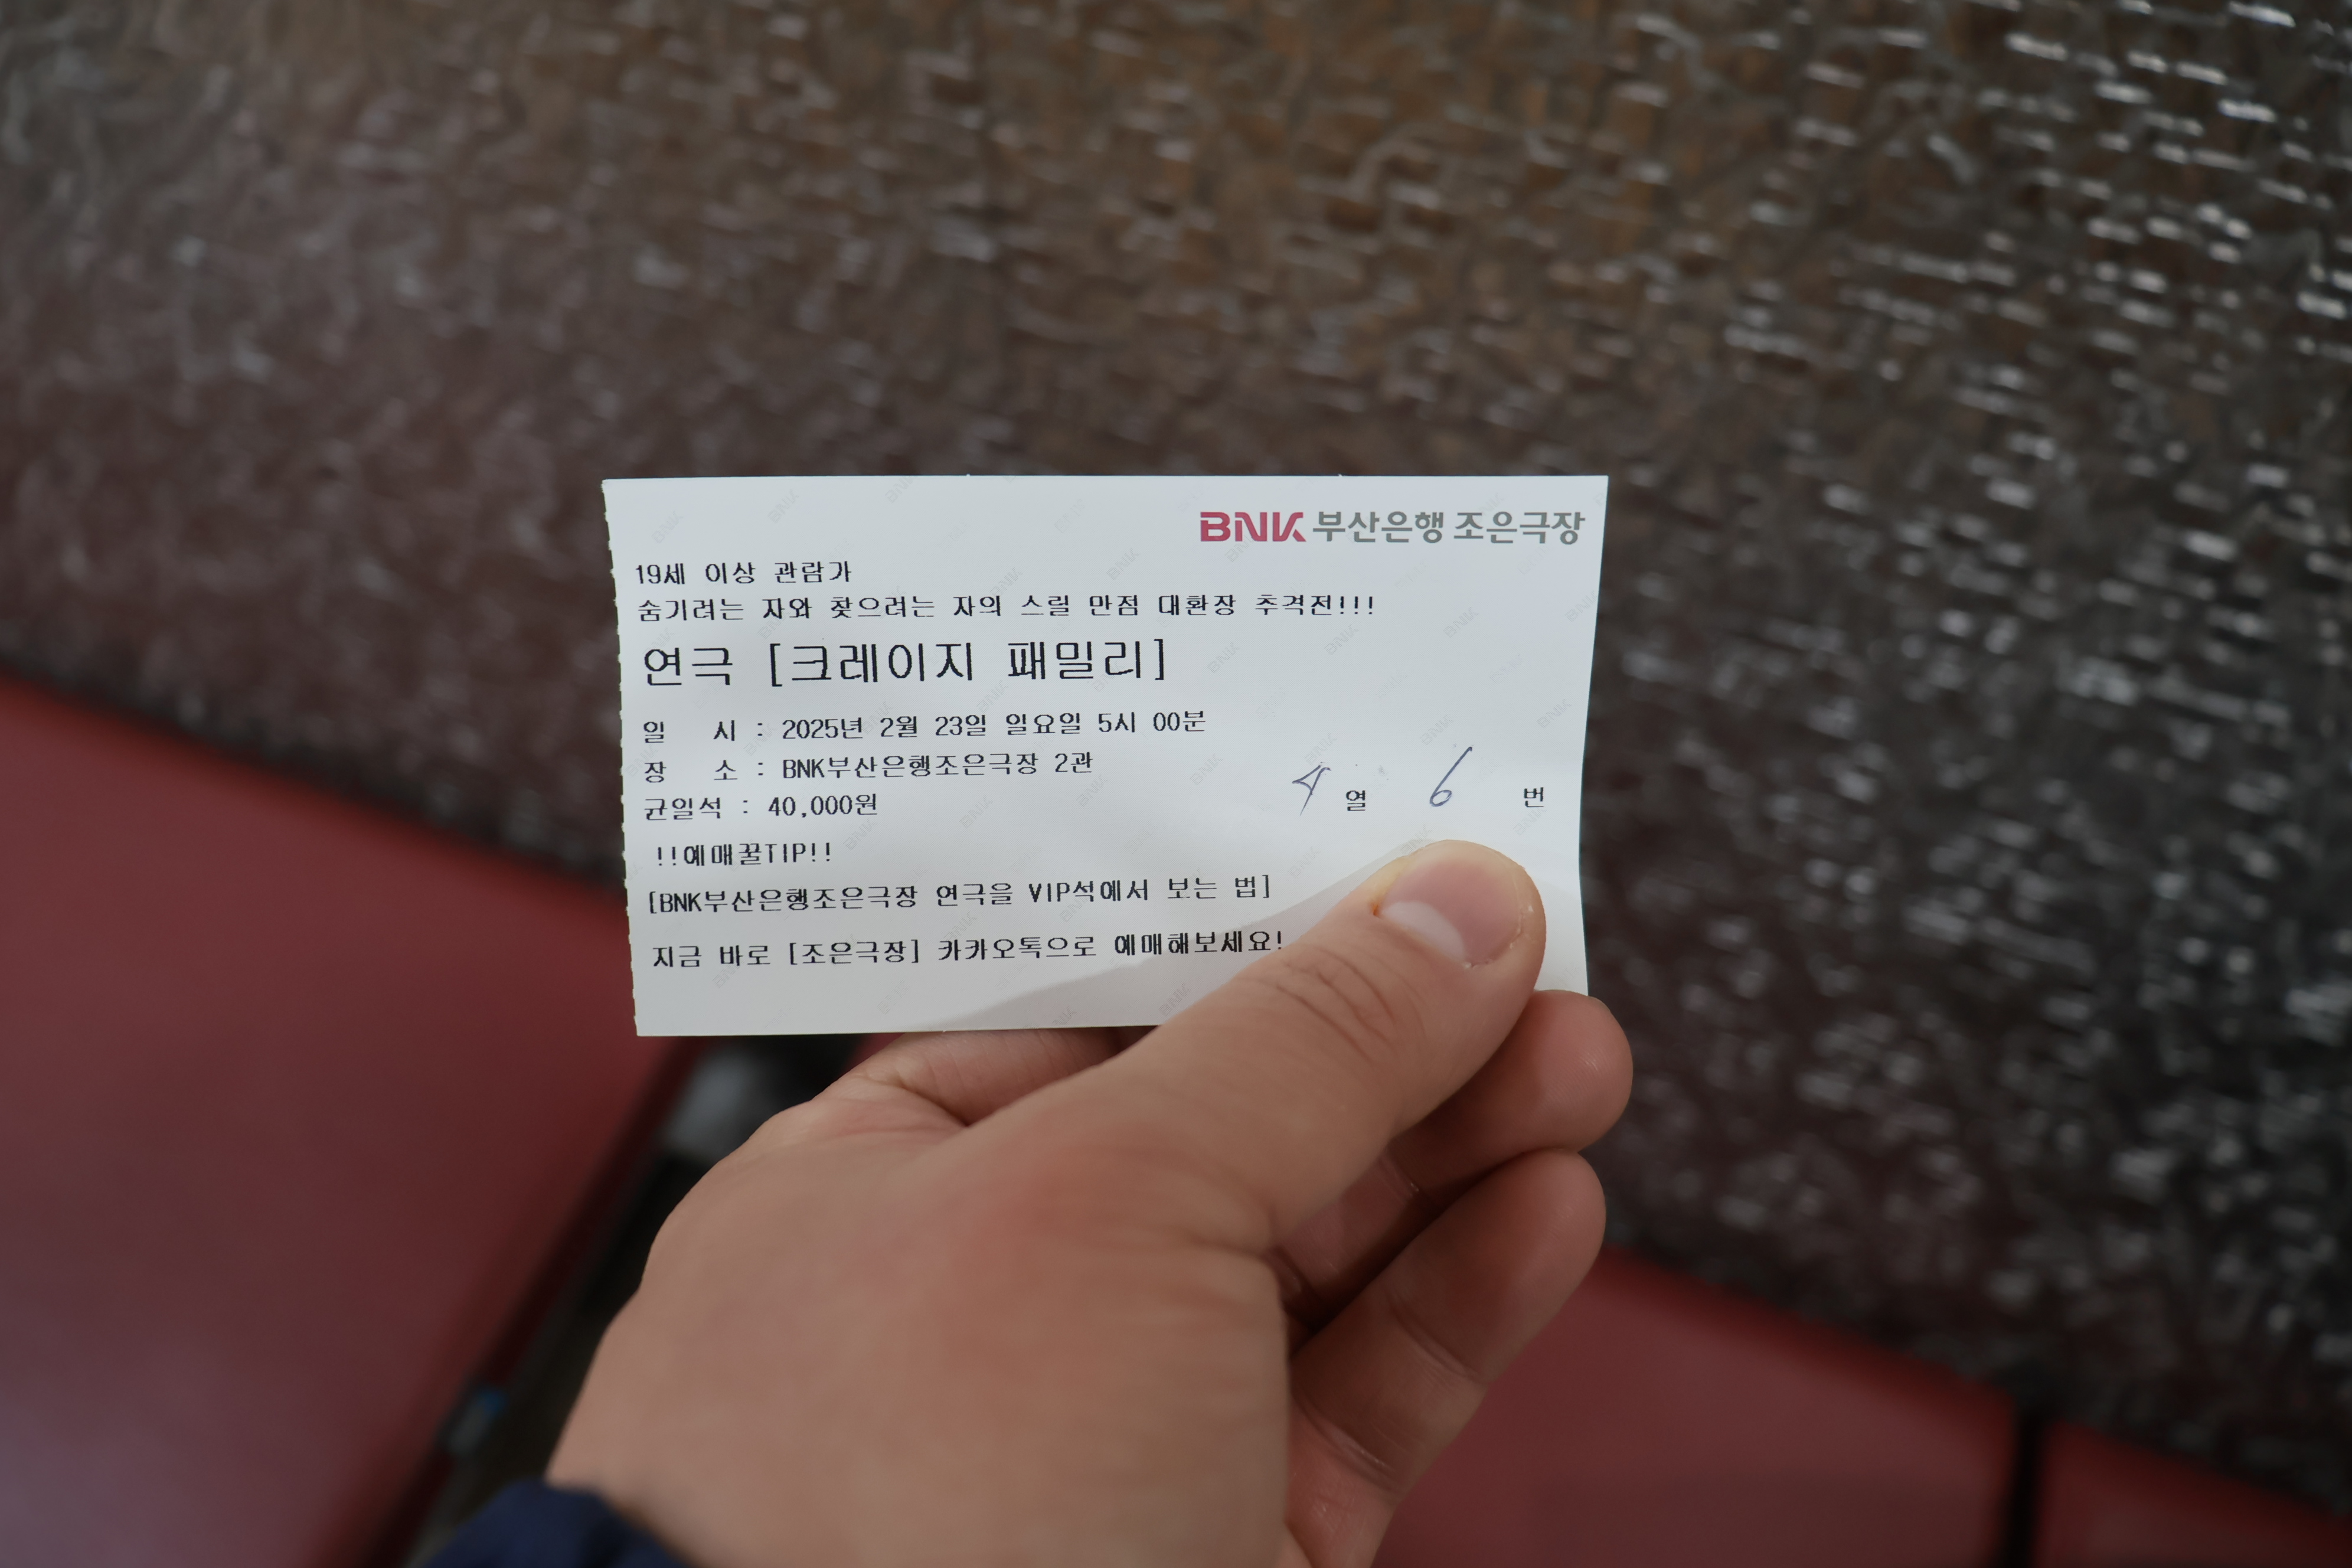 BNK 부산은행 조은극장
19세 이상 관람가
숨기려는 자와 찾으려는 자의 스릴 만점 대환장 추격전!!!
연극 [크레이지 패밀리]
일 시 : 2025년 2월 23일 일요일 5시 00분
장 소 : BNK부산은행조은극장 2관
균일석 : 40,000원
4 열 6 번
!!예매꿀TIP!!
[BNK부산은행조은극장 연극을 VIP석에서 보는 법]
지금 바로 [조은극장] 카카오톡으로 예매해보세요!